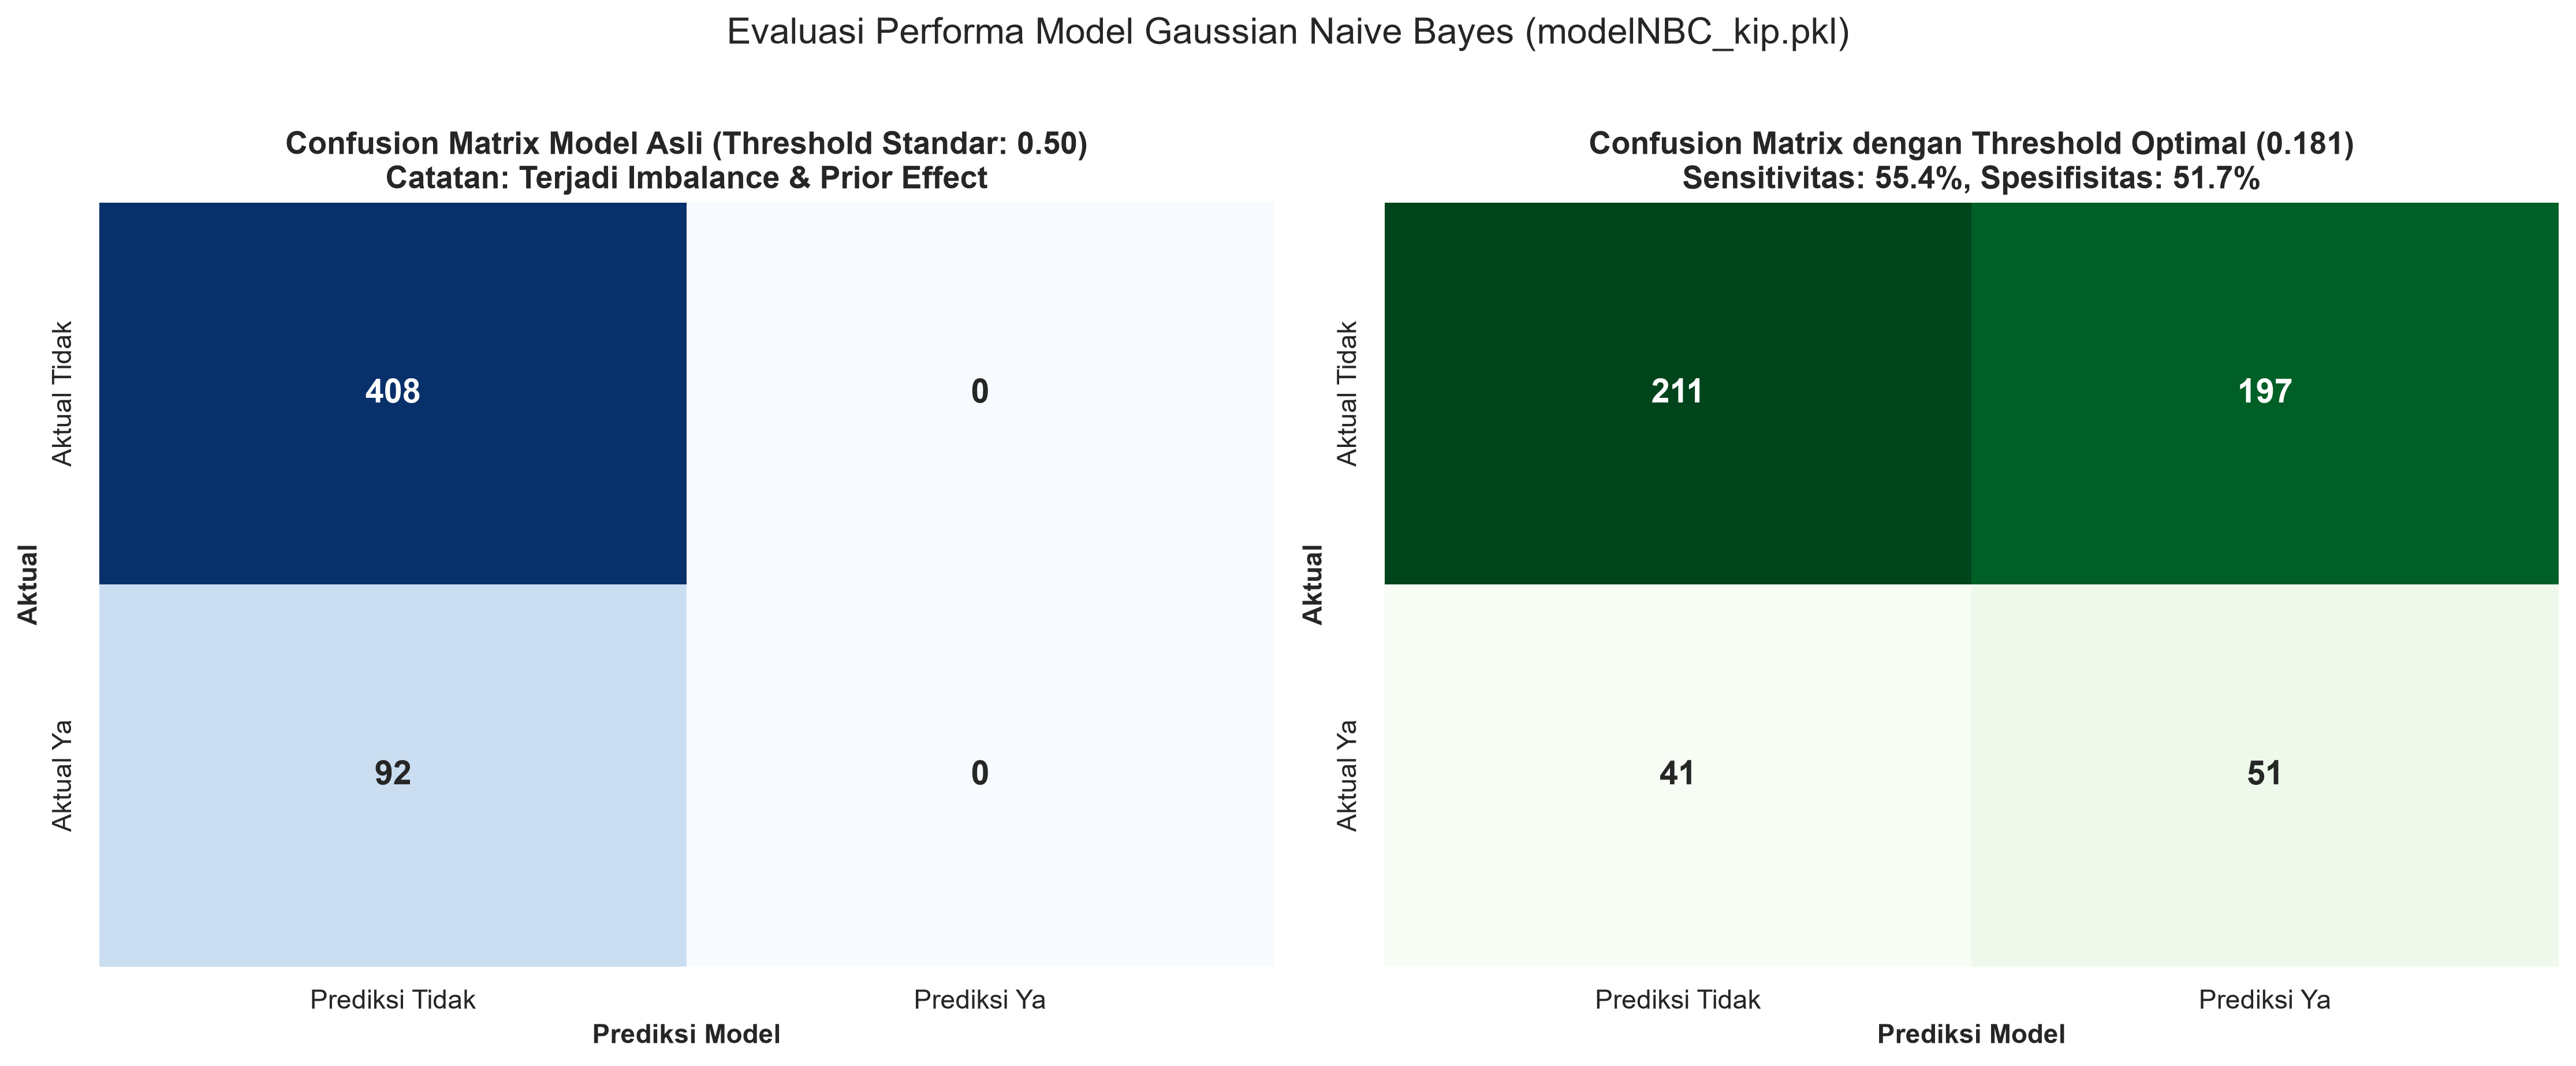 Evaluasi Performa Model Gaussian Naive Bayes (modelNBC_kip.pkl)
Confusion Matrix Model Asli (Threshold Standar: 0.50)
Catatan: Terjadi Imbalance & Prior Effect
Aktual
Aktual Tidak
408
0
Aktual Ya
92
0
Prediksi Tidak
Prediksi Ya
Prediksi Model
Confusion Matrix dengan Threshold Optimal (0.181)
Sensitivitas: 55.4%, Spesifisitas: 51.7%
Aktual
Aktual Tidak
211
197
Aktual Ya
41
51
Prediksi Tidak
Prediksi Ya
Prediksi Model